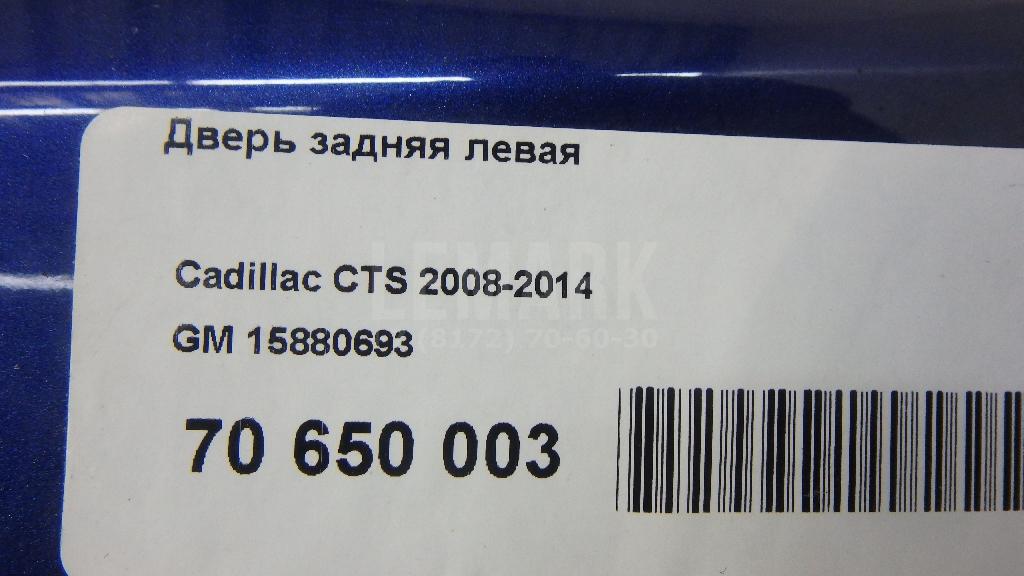 Дверь задняя левая
Cadillac CTS 2008-2014
LEMARK
GM 15880693
(8172) 70-60-30
70 650 003